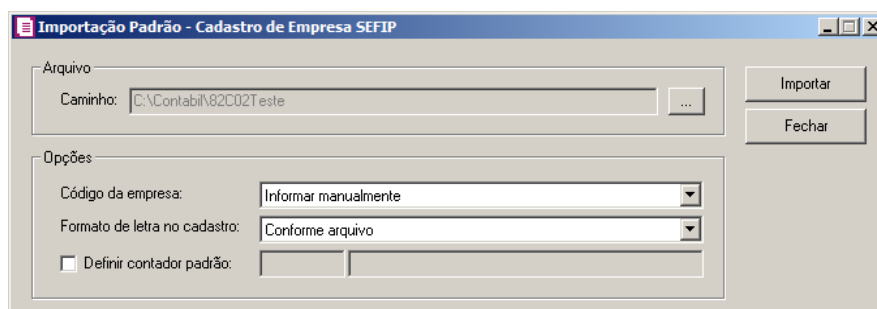 Importação Padrão - Cadastro de Empresa SEFIP
Arquivo
Caminho: C:\Contabil\82C02Teste ...
Importar
Fechar
Opções
Código da empresa: Informar manualmente
Formato de letra no cadastro: Conforme arquivo
Definir contador padrão: